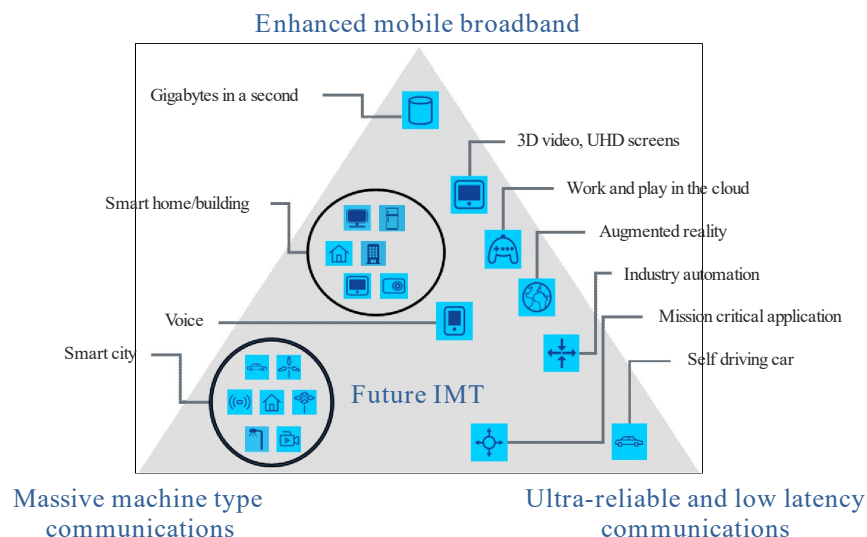 Enhanced mobile broadband
Gigabytes in a second
3D video, UHD screens
Work and play in the cloud
Smart home/building
Augmented reality
Industry automation
Voice
Mission critical application
Smart city
Self driving car
Future IMT
Massive machine type
communications
Ultra-reliable and low latency
communications